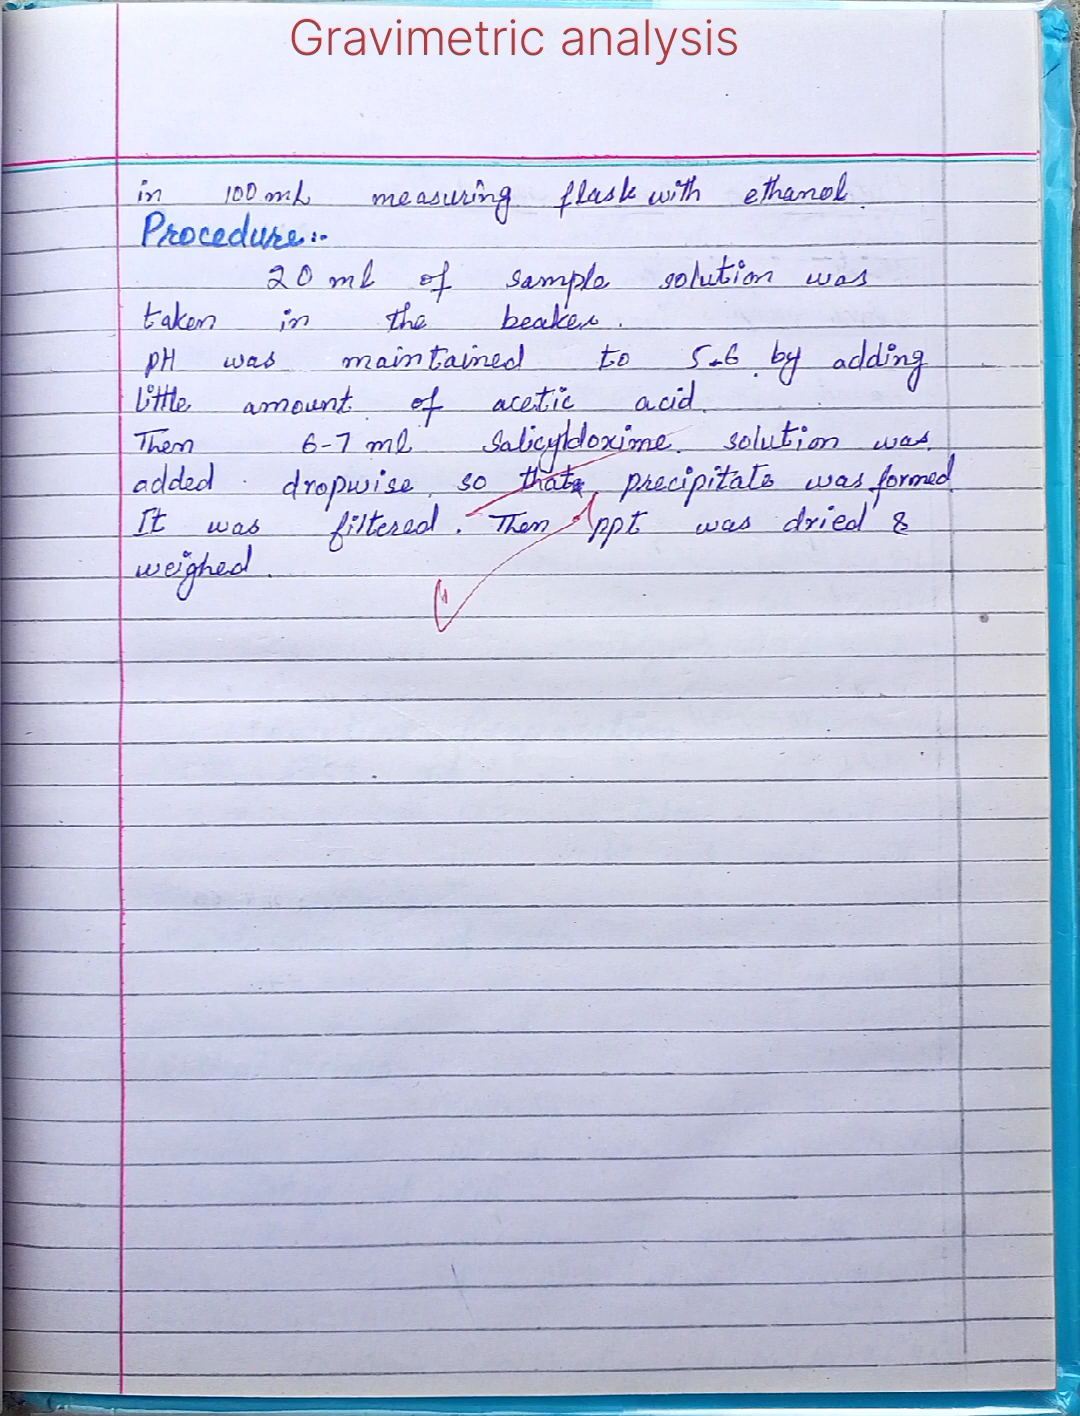 Gravimetric analysis
in 100 mL measuring flask with ethanol.
Procedure:-
20 ml of sample solution was
taken in the beaker.
pH was maintained to 5-6 by adding
little amount of acetic acid.
Then 6-7 ml Salicyldoxime solution was
added dropwise so that precipitate was formed
It was filtered. Then ppt was dried &
weighed.